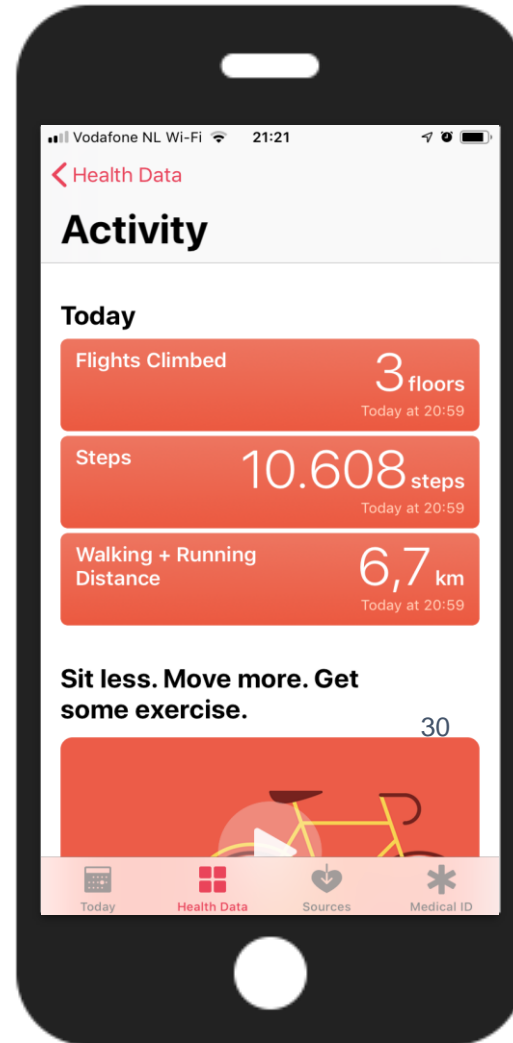 Vodafone NL Wi-Fi 21:21
Health Data
Activity
Today
Flights Climbed
3 floors
Today at 20:59
Steps
10.608 steps
Today at 20:59
Walking + Running
Distance
6,7 km
Today at 20:59
Sit less. Move more. Get
some exercise.
30
Today Health Data Sources Medical ID